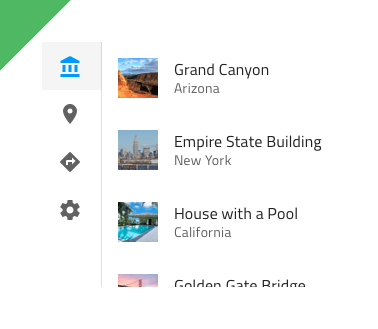 Grand Canyon
Arizona
Empire State Building
New York
House with a Pool
California
Golden Gate Bridge